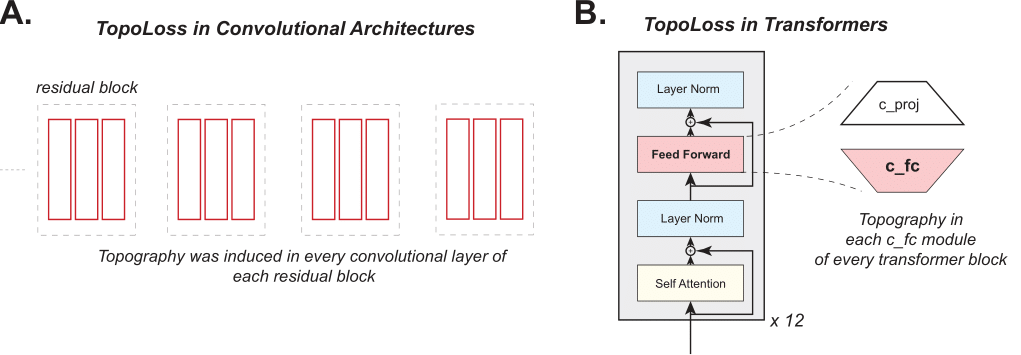 A.
TopoLoss in Convolutional Architectures
residual block
Topography was induced in every convolutional layer of
each residual block
B.
TopoLoss in Transformers
Layer Norm
Feed Forward
Layer Norm
Self Attention
x 12
c_proj
c_fc
Topography in
each c_fc module
of every transformer block